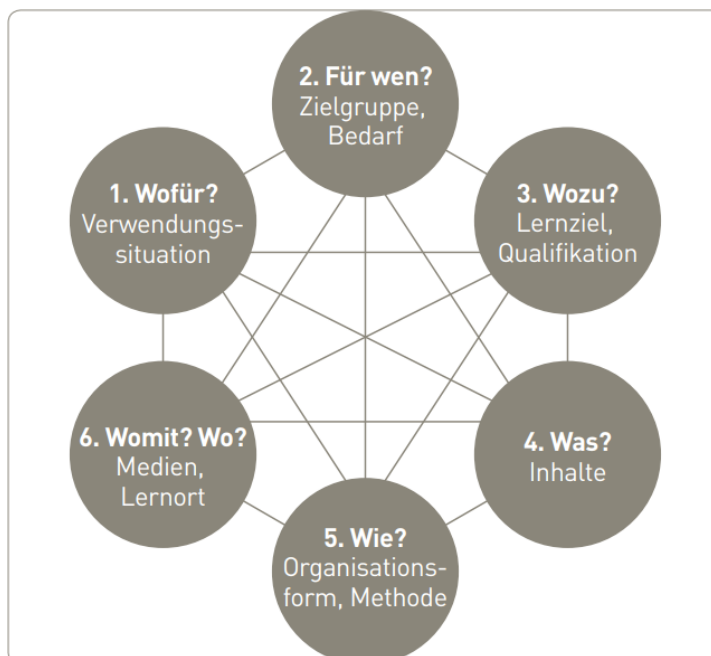 1. Wofür?
Verwendungs-
situation
2. Für wen?
Zielgruppe,
Bedarf
3. Wozu?
Lernziel,
Qualifikation
4. Was?
Inhalte
5. Wie?
Organisations-
form, Methode
6. Womit? Wo?
Medien,
Lernort